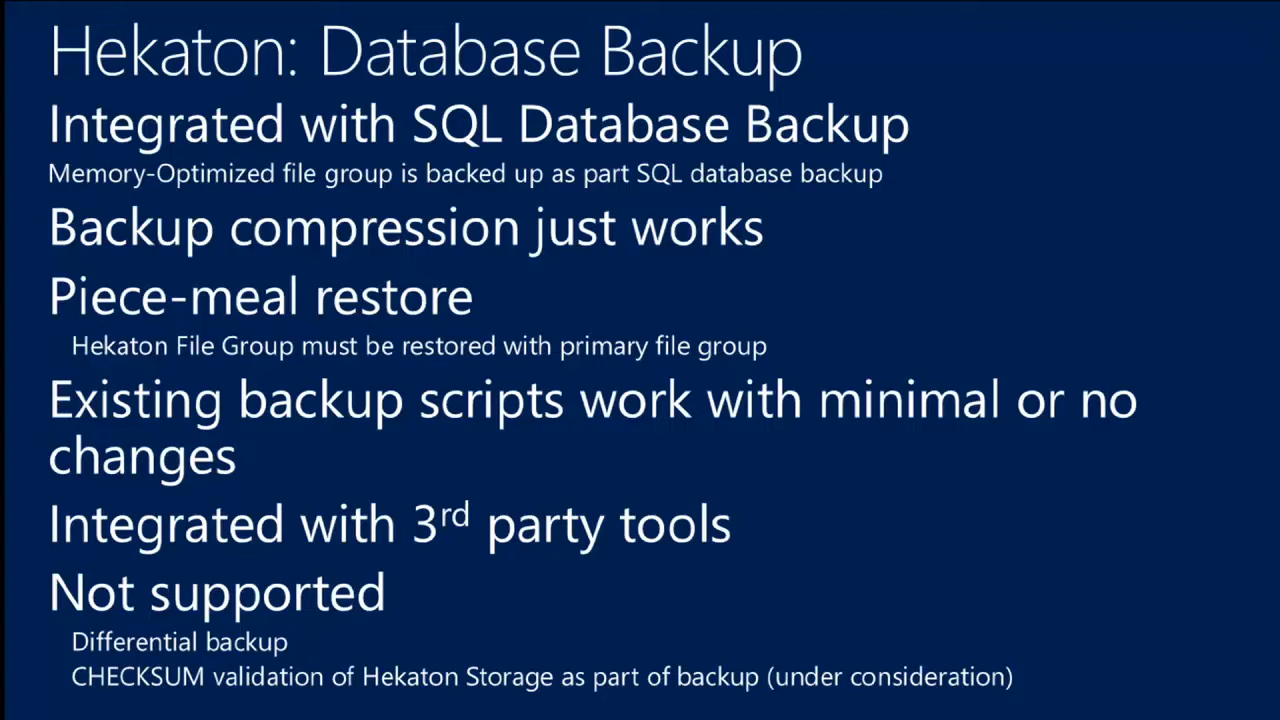 Hekaton: Database Backup
Integrated with SQL Database Backup
Memory-Optimized file group is backed up as part SQL database backup
Backup compression just works
Piece-meal restore
Hekaton File Group must be restored with primary file group
Existing backup scripts work with minimal or no
changes
Integrated with 3rd party tools
Not supported
Differential backup
CHECKSUM validation of Hekaton Storage as part of backup (under consideration)